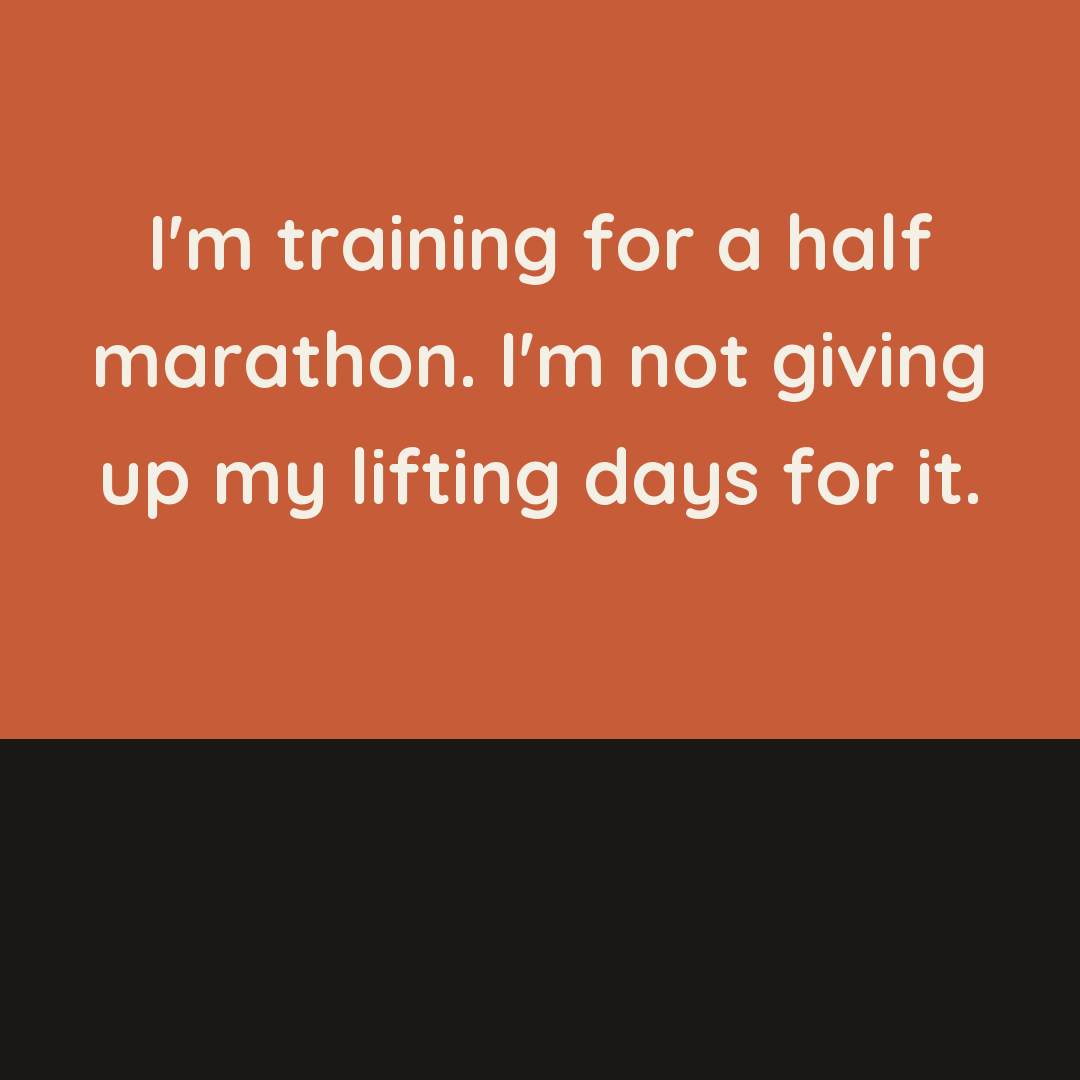 I'm training for a half
marathon. I'm not giving
up my lifting days for it.